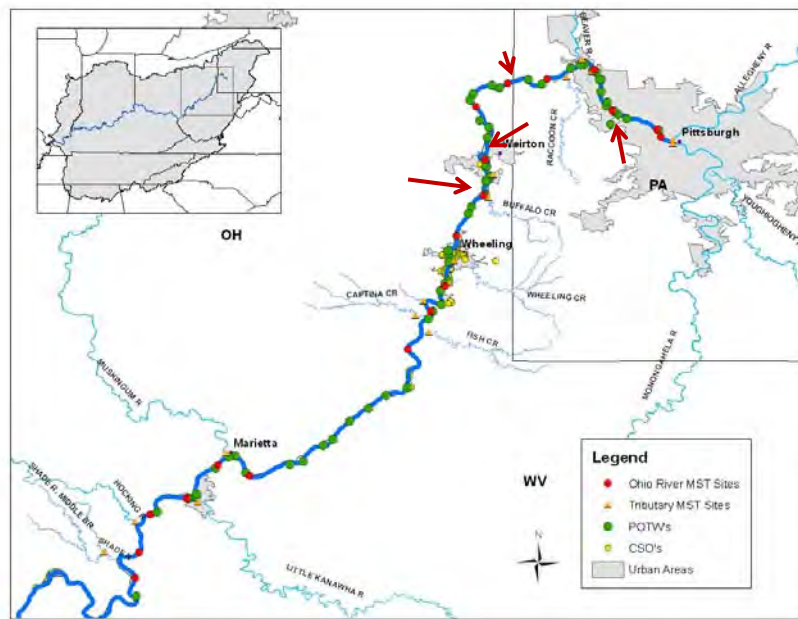 BEAVER R
ALLEGHENY R
Pittsburgh
RACCOON CR
Weirton
PA
YOUGHIOGHENY R
BUFFALO CR
OH
Wheeling
WHEELING CR
CAPTINA CR
FISH CR
MONONGAHELA R
MUSKINGUM R
Marietta
WV
SHADE R, MIDDLE BR
HOCKING
SHADE
LITTLE KANAWHA R
N
Legend
Ohio River MST Sites
Tributary MST Sites
POTW's
CSO's
Urban Areas